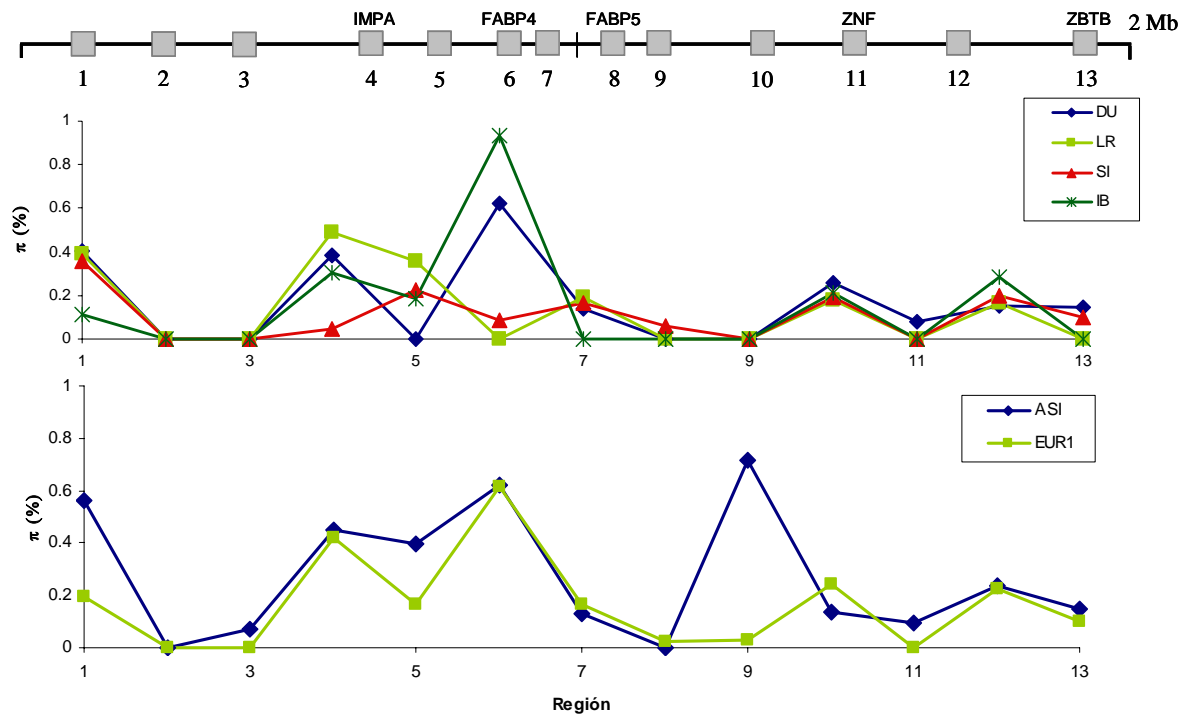 IMPA FABP4 FABP5 ZNF ZBTB 2 Mb
1 2 3 4 5 6 7 8 9 10 11 12 13
DU
LR
SI
IB
π (%)
1
0.8
0.6
0.4
0.2
0
1 3 5 7 9 11 13
ASI
EUR1
π (%)
1
0.8
0.6
0.4
0.2
0
1 3 5 7 9 11 13
Región